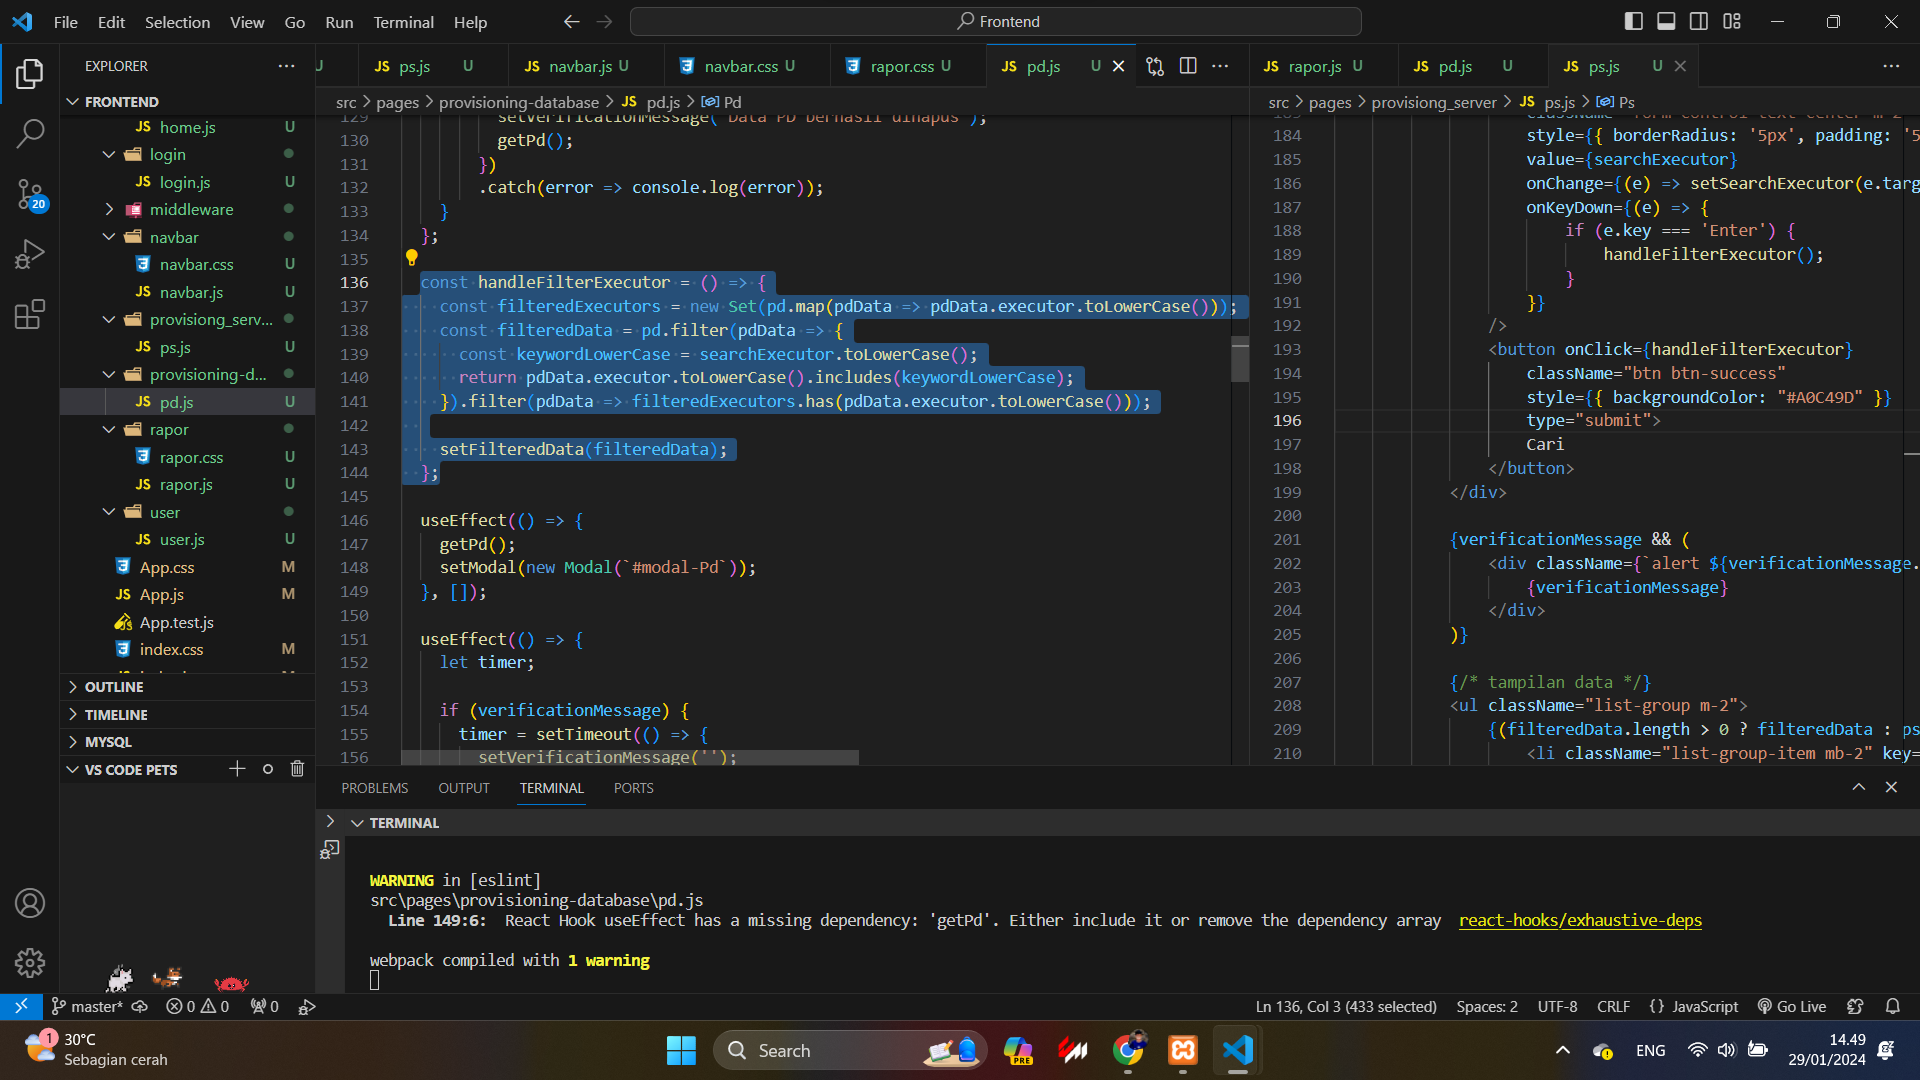 File Edit Selection View Go Run Terminal Help
Frontend
EXPLORER
FRONTEND
home.js U
login
login.js U
middleware
navbar
navbar.css U
navbar.js U
provisiong_serv...
ps.js U
provisioning-d...
pd.js U
rapor
rapor.css U
rapor.js U
user
user.js U
App.css M
App.js M
App.test.js
index.css M
OUTLINE
TIMELINE
MYSQL
VS CODE PETS
20
U
JS ps.js U
JS navbar.js U
navbar.css U
rapor.css U
JS pd.js U
src > pages > provisioning-database > JS pd.js > Pd
129 setVerificationMessage("Data PD berhasil dihapus");
130 getPd();
131 })
132 .catch(error => console.log(error));
133 }
134 };
135
136 const handleFilterExecutor = () => {
137 const filteredExecutors = new Set(pd.map(pdData => pdData.executor.toLowerCase()));
138 const filteredData = pd.filter(pdData => {
139 const keywordLowerCase = searchExecutor.toLowerCase();
140 return pdData.executor.toLowerCase().includes(keywordLowerCase);
141 }).filter(pdData => filteredExecutors.has(pdData.executor.toLowerCase()));
142
143 setFilteredData(filteredData);
144 };
145
146 useEffect(() => {
147 getPd();
148 setModal(new Modal(`#modal-Pd`));
149 }, []);
150
151 useEffect(() => {
152 let timer;
153
154 if (verificationMessage) {
155 timer = setTimeout(() => {
156 setVerificationMessage('');
JS rapor.js U
JS pd.js U
JS ps.js U
src > pages > provisiong_server > JS ps.js > Ps
184 style={{ borderRadius: '5px', padding: '5
185 value={searchExecutor}
186 onChange={(e) => setSearchExecutor(e.targ
187 onKeyDown={(e) => {
188 if (e.key === 'Enter') {
189 handleFilterExecutor();
190 }
191 }}
192 />
193 <button onClick={handleFilterExecutor}
194 className="btn btn-success"
195 style={{ backgroundColor: "#A0C49D" }}
196 type="submit">
197 Cari
198 </button>
199 </div>
200
201 {verificationMessage && (
202 <div className={`alert ${verificationMessage.
203 {verificationMessage}
204 </div>
205 )}
206
207 {/* tampilan data */}
208 <ul className="list-group m-2">
209 {(filteredData.length > 0 ? filteredData : ps
210 <li className="list-group-item mb-2" key=
PROBLEMS OUTPUT TERMINAL PORTS
TERMINAL
WARNING in [eslint]
src\pages\provisioning-database\pd.js
Line 149:6: React Hook useEffect has a missing dependency: 'getPd'. Either include it or remove the dependency array react-hooks/exhaustive-deps
webpack compiled with 1 warning
master* 0 0 0
Ln 136, Col 3 (433 selected) Spaces: 2 UTF-8 CRLF {} JavaScript Go Live
1
30°C
Sebagian cerah
Search
PRE
ENG
14.49
29/01/2024